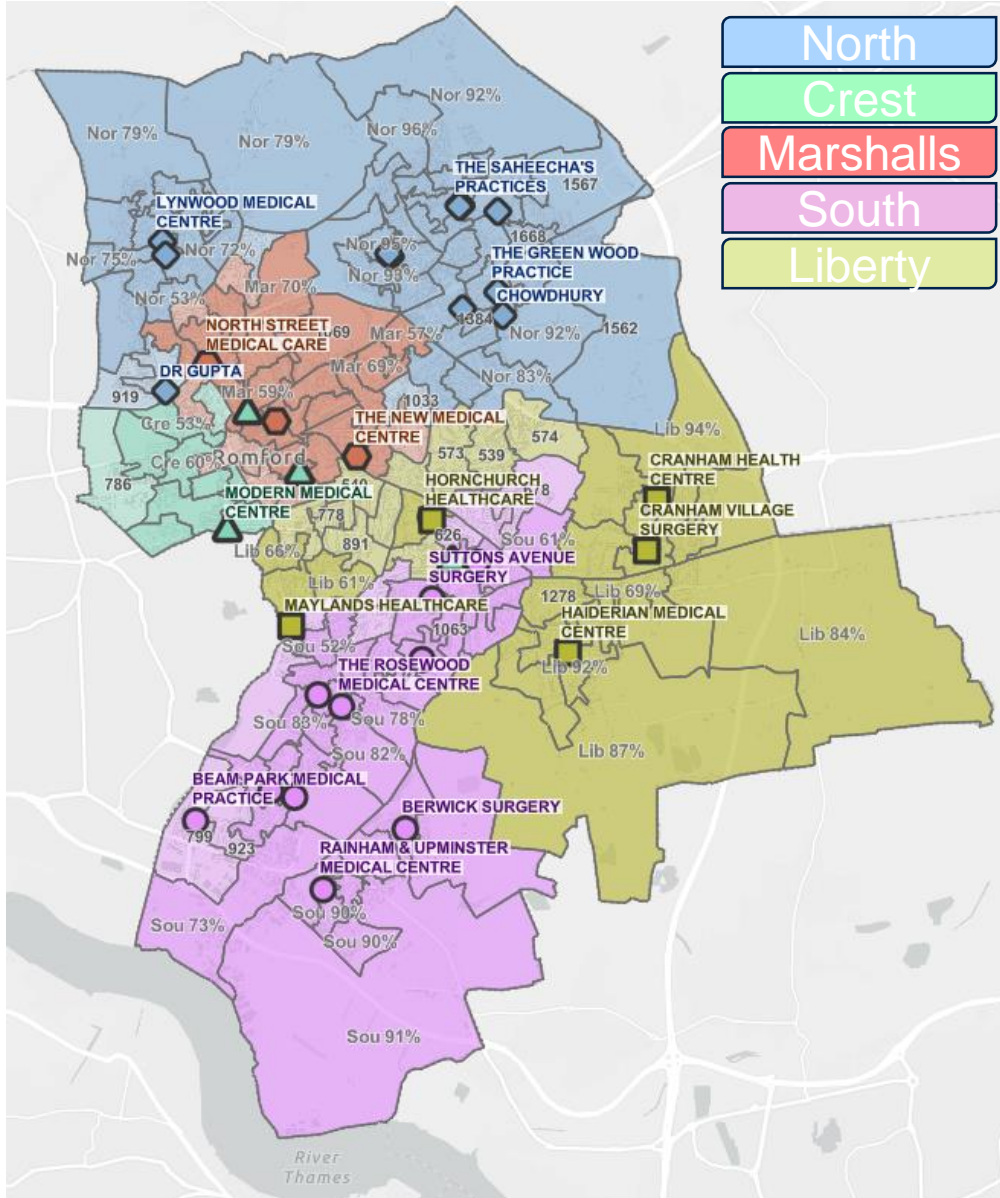 North
Crest
Marshalls
South
Liberty
Nor 92%
Nor 79%
Nor 79%
Nor 96%
THE SAHEECHA'S
PRACTICES
1567
LYNWOOD MEDICAL
CENTRE
1668
Nor 75%
Nor 72%
Nor 95%
Nor 93%
THE GREEN WOOD
PRACTICE
Mar 70%
Nor 53%
CHOWDHURY
1384
NORTH STREET
MEDICAL CARE
Mar 57%
Nor 92%
1562
DR GUPTA
Mar 69%
Nor 83%
919
Mar 59%
1033
Cre 53%
THE NEW MEDICAL
CENTRE
Lib 94%
574
573
539
Cre 60%
Romford
CRANHAM HEALTH
CENTRE
786
HORNCHURCH
HEALTHCARE
MODERN MEDICAL
CENTRE
CRANHAM VILLAGE
SURGERY
778
626
Sou 61%
891
Lib 66%
SUTTONS AVENUE
SURGERY
Lib 61%
1278
Lib 69%
MAYLANDS HEALTHCARE
HAIDERIAN MEDICAL
CENTRE
1063
Lib 84%
Sou 52%
THE ROSEWOOD
MEDICAL CENTRE
Lib 92%
Sou 83%
Sou 78%
Sou 82%
Lib 87%
BEAM PARK MEDICAL
PRACTICE
BERWICK SURGERY
799
923
RAINHAM & UPMINSTER
MEDICAL CENTRE
Sou 73%
Sou 90%
Sou 90%
Sou 91%
River
Thames